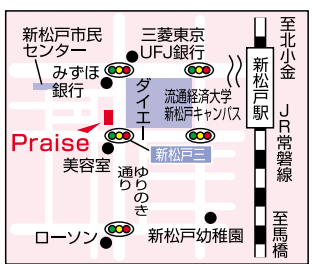 新松戸市民
センター
三菱東京
UFJ銀行
至北小金
みずほ
銀行
ダイエー
流通経済大学
新松戸キャンパス
新松戸駅
JR常磐線
Praise
美容室
新松戸三
ゆりのき
通り
ローソン
新松戸幼稚園
至馬橋